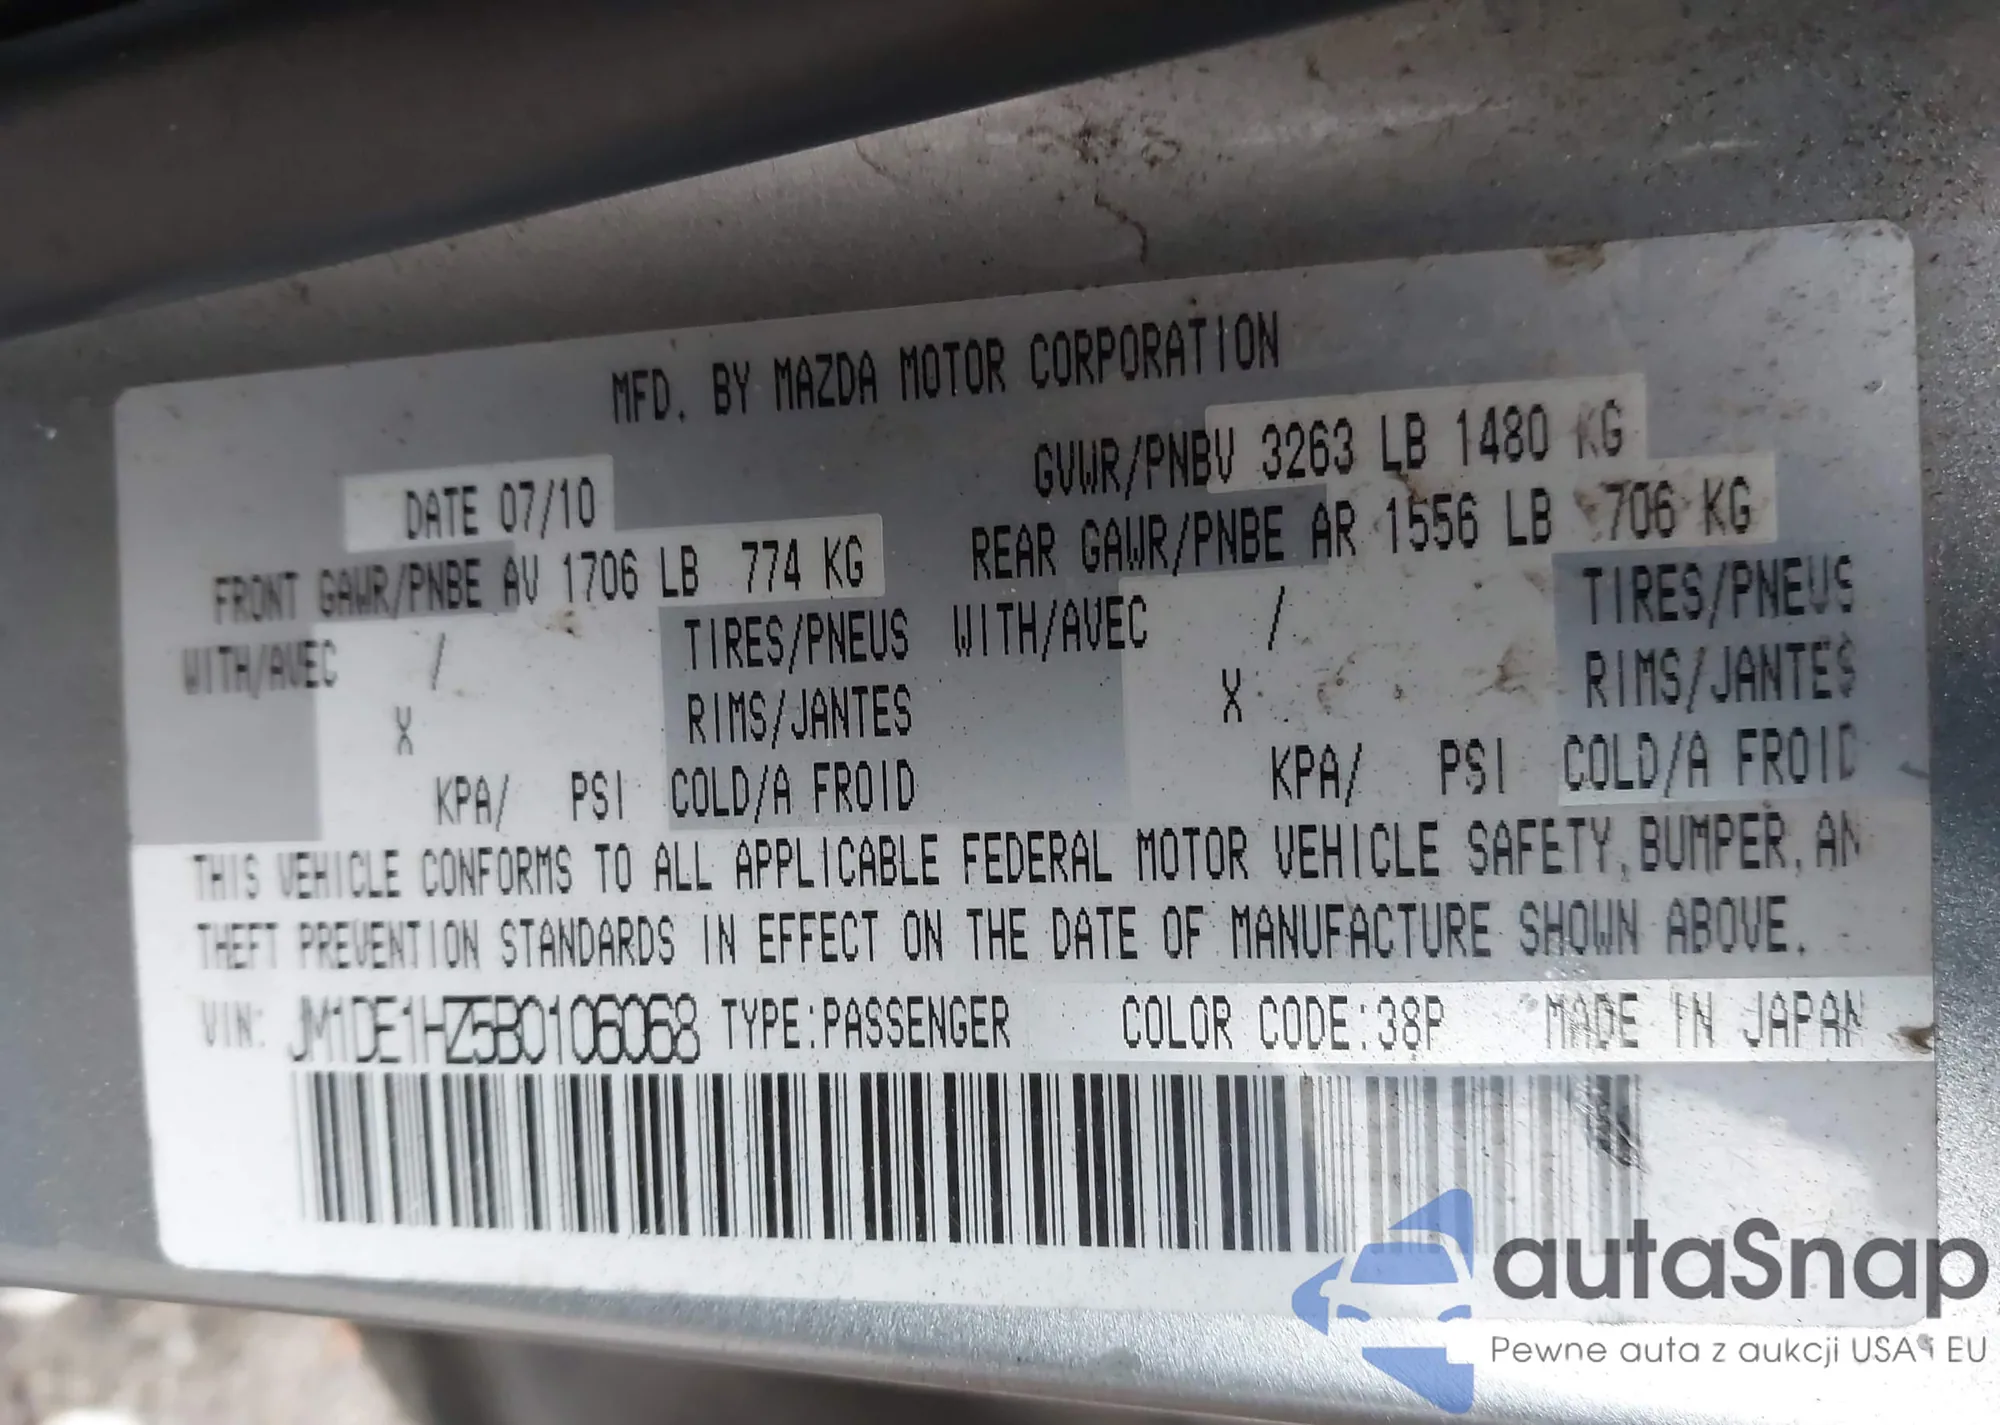 MFD. BY MAZDA MOTOR CORPORATION
DATE 07/10 GVWR/PNBV 3263 LB 1480 KG
FRONT GAWR/PNBE AV 1706 LB 774 KG REAR GAWR/PNBE AR 1556 LB 706 KG
WITH/AVEC / TIRES/PNEUS WITH/AVEC / TIRES/PNEUS
X RIMS/JANTES X RIMS/JANTES
KPA/ PSI COLD/A FROID KPA/ PSI COLD/A FROID
THIS VEHICLE CONFORMS TO ALL APPLICABLE FEDERAL MOTOR VEHICLE SAFETY, BUMPER, AN
THEFT PREVENTION STANDARDS IN EFFECT ON THE DATE OF MANUFACTURE SHOWN ABOVE.
VIN: JM1DE1HZ5B0106068 TYPE:PASSENGER COLOR CODE:38P MADE IN JAPAN
autaSnap
Pewne auta z aukcji USA i EU